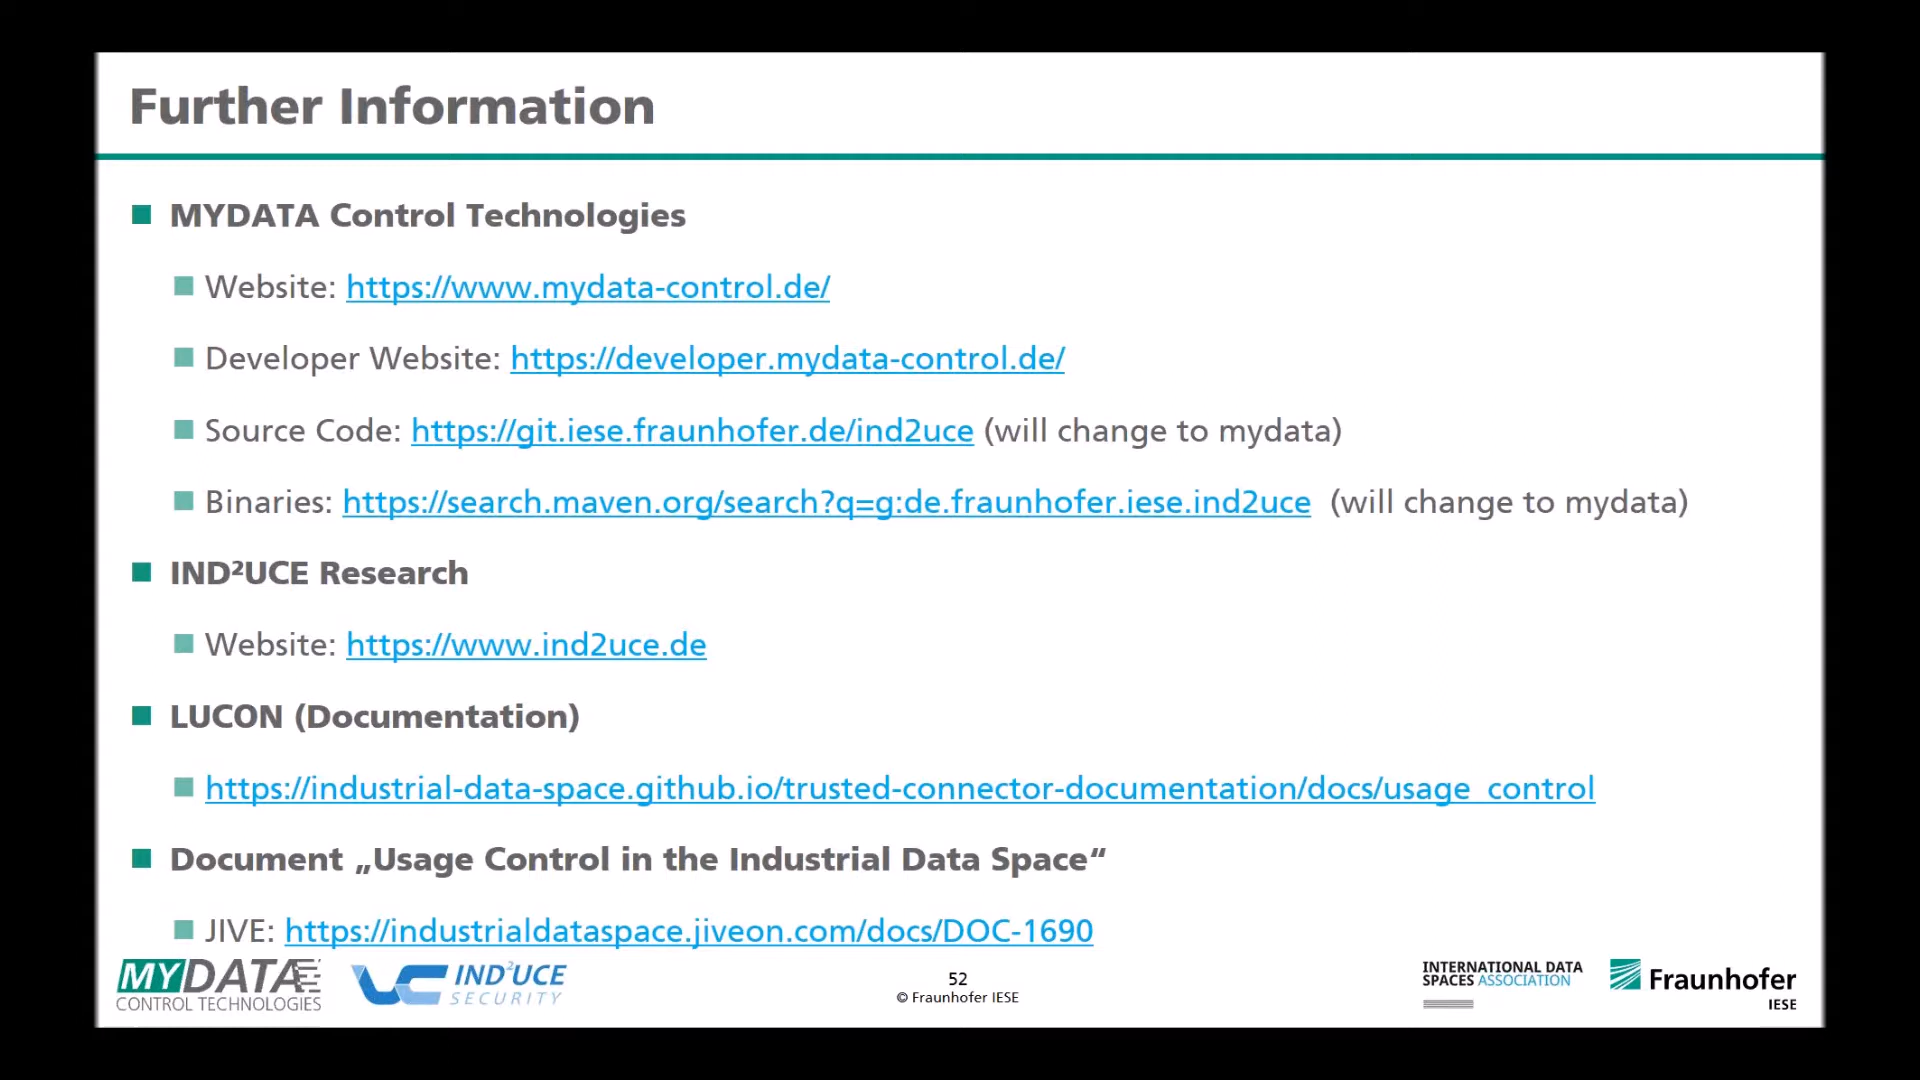 Further Information
MYDATA Control Technologies
Website: https://www.mydata-control.de/
Developer Website: https://developer.mydata-control.de/
Source Code: https://git.iese.fraunhofer.de/ind2uce (will change to mydata)
Binaries: https://search.maven.org/search?q=g:de.fraunhofer.iese.ind2uce (will change to mydata)
IND²UCE Research
Website: https://www.ind2uce.de
LUCON (Documentation)
https://industrial-data-space.github.io/trusted-connector-documentation/docs/usage_control
Document „Usage Control in the Industrial Data Space“
JIVE: https://industrialdataspace.jiveon.com/docs/DOC-1690
MYDATA
CONTROL TECHNOLOGIES
IND²UCE
SECURITY
52
© Fraunhofer IESE
INTERNATIONAL DATA
SPACES ASSOCIATION
Fraunhofer
IESE